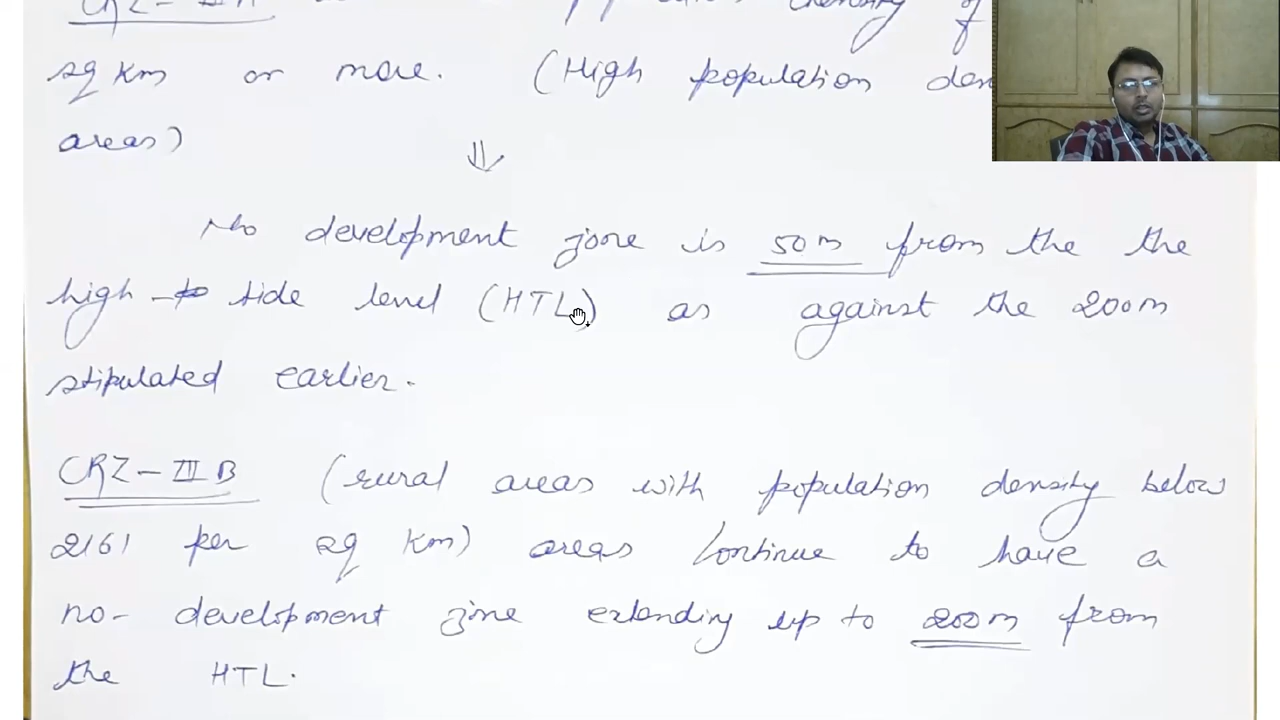 CRZ - III A
sq km or more. (High population den
areas)
No development zone is 50m from the the
high - tide level (HTL) as against the 200m
stipulated earlier.
CRZ - III B (rural areas with population density below
2161 per sq km) areas continue to have a
no- development zone extending up to 200m from
the HTL.